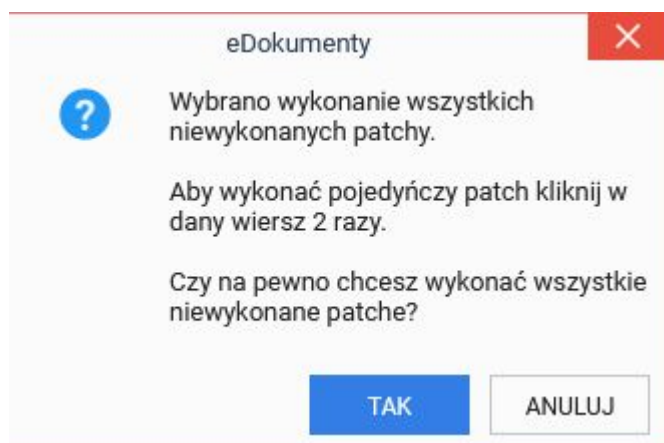 eDokumenty
Wybrano wykonanie wszystkich
niewykonanych patchy.
Aby wykonać pojedyńczy patch kliknij w
dany wiersz 2 razy.
Czy na pewno chcesz wykonać wszystkie
niewykonane patche?
TAK
ANULUJ